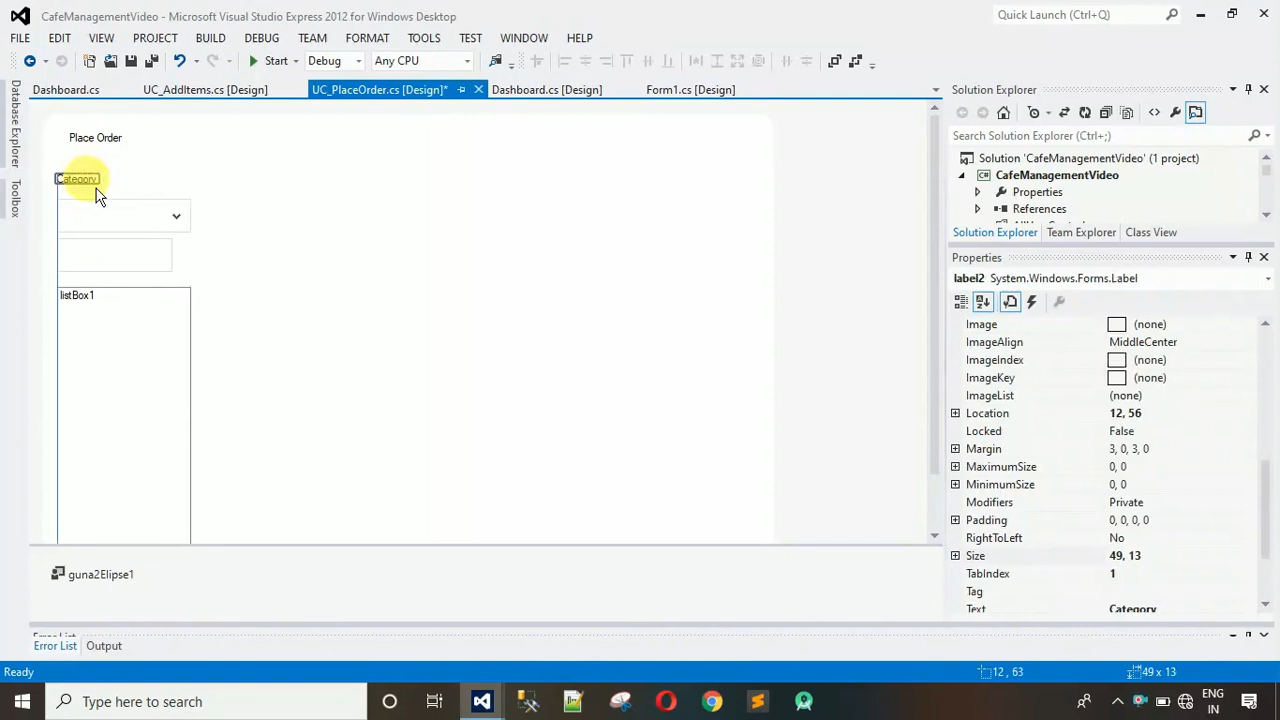 CafeManagementVideo - Microsoft Visual Studio Express 2012 for Windows Desktop
Quick Launch (Ctrl+Q)
FILE EDIT VIEW PROJECT BUILD DEBUG TEAM FORMAT TOOLS TEST WINDOW HELP
Start Debug Any CPU
Dashboard.cs UC_AddItems.cs [Design] UC_PlaceOrder.cs [Design]* Dashboard.cs [Design] Form1.cs [Design]
Database Explorer
Toolbox
Place Order
Category
listBox1
guna2Elipse1
Solution Explorer
Search Solution Explorer (Ctrl+;)
Solution 'CafeManagementVideo' (1 project)
CafeManagementVideo
Properties
References
Solution Explorer Team Explorer Class View
Properties
label2 System.Windows.Forms.Label
Image (none)
ImageAlign MiddleCenter
ImageIndex (none)
ImageKey (none)
ImageList (none)
Location 12, 56
Locked False
Margin 3, 0, 3, 0
MaximumSize 0, 0
MinimumSize 0, 0
Modifiers Private
Padding 0, 0, 0, 0
RightToLeft No
Size 49, 13
TabIndex 1
Tag
Text Category
Error List
Error List Output
Ready 12 , 63 49 x 13
Type here to search
ENG
IN